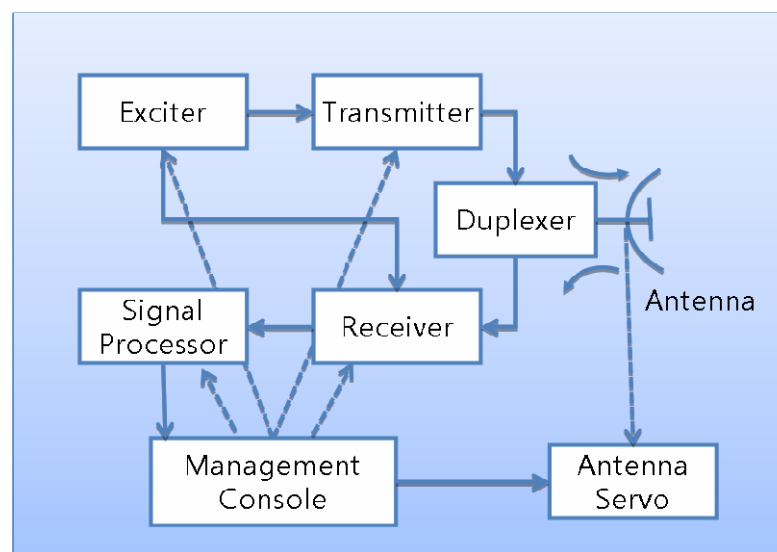 Exciter
Transmitter
Duplexer
Antenna
Signal
Processor
Receiver
Management
Console
Antenna
Servo